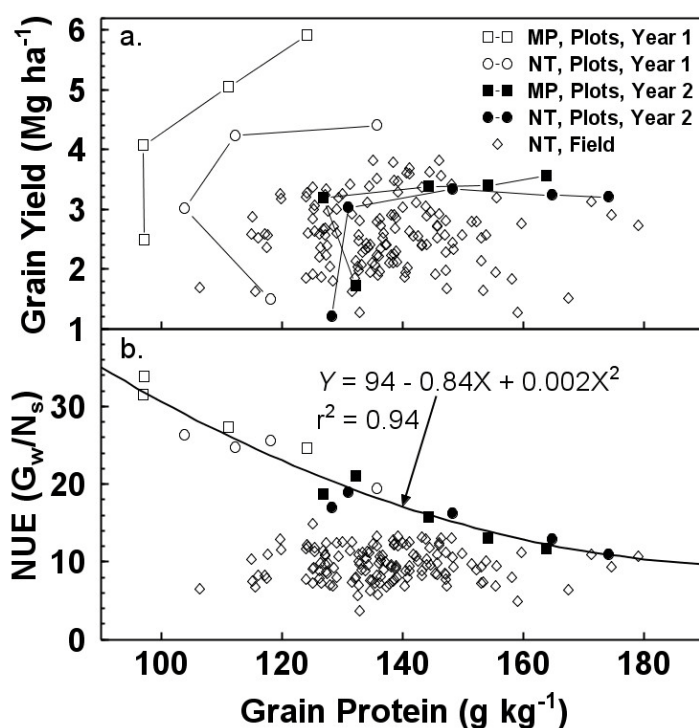 a.
MP, Plots, Year 1
NT, Plots, Year 1
MP, Plots, Year 2
NT, Plots, Year 2
NT, Field
6
5
4
3
2
1
Grain Yield (Mg ha⁻¹)
b.
Y = 94 - 0.84X + 0.002X²
r² = 0.94
30
20
10
0
NUE (G_w/N_s)
100 120 140 160 180
Grain Protein (g kg⁻¹)